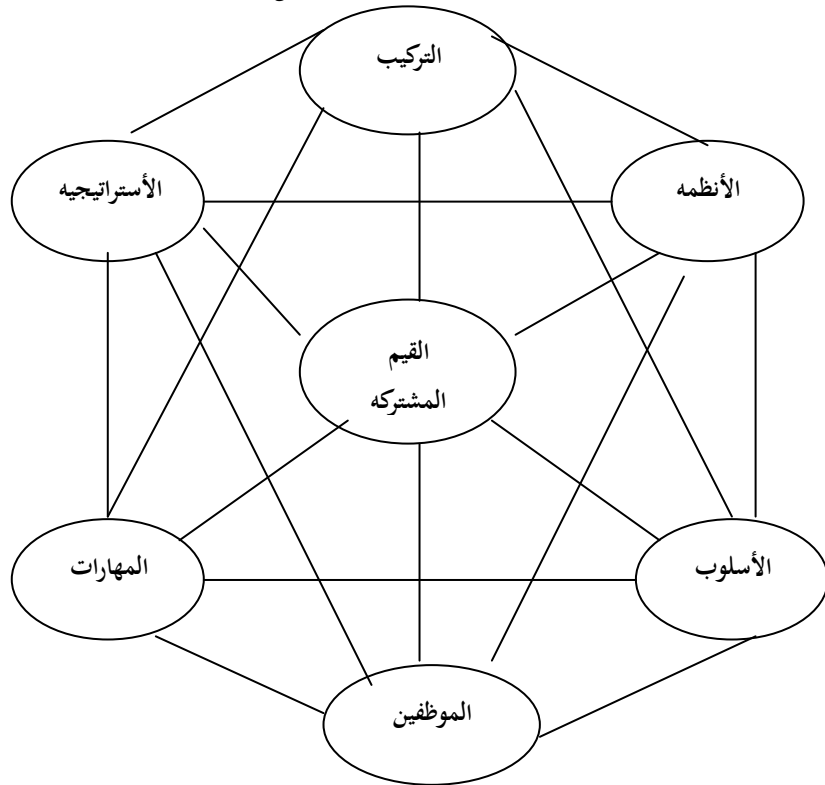 التركيب
الأنظمه
الأستراتيجيه
القيم
المشتركه
الأسلوب
المهارات
الموظفين